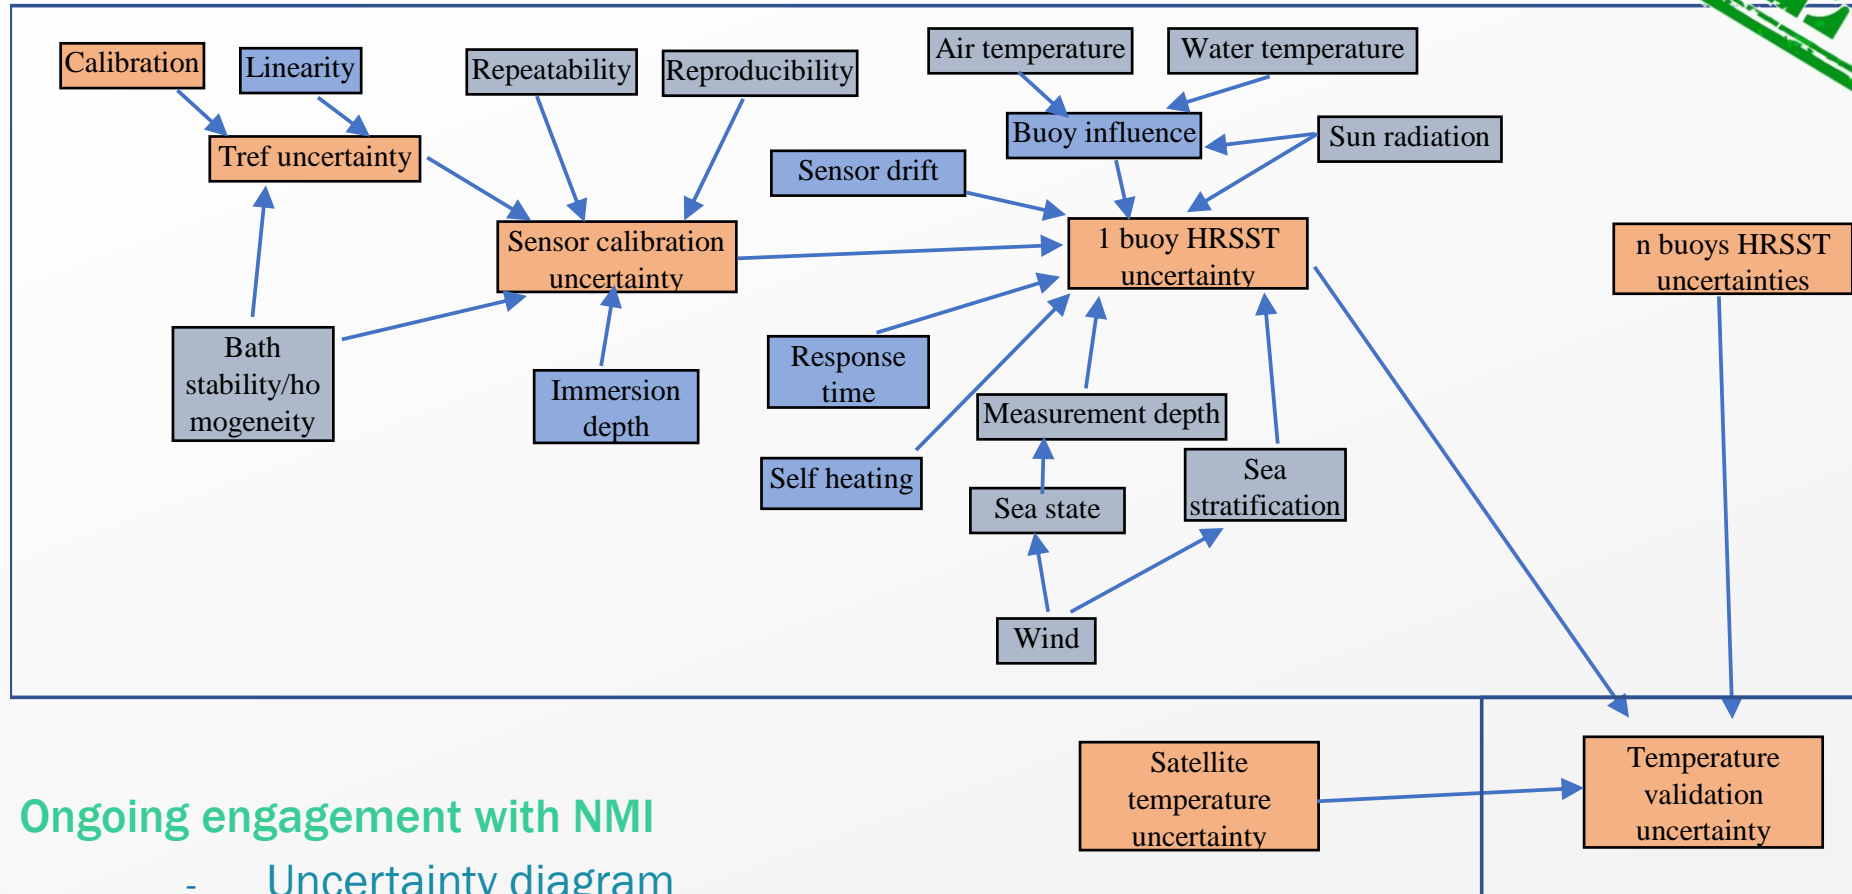 Calibration
Linearity
Repeatability
Reproducibility
Air temperature
Water temperature
Tref uncertainty
Buoy influence
Sun radiation
Sensor drift
Sensor calibration
uncertainty
1 buoy HRSST
uncertainty
n buoys HRSST
uncertainties
Bath
stability/ho
mogeneity
Immersion
depth
Response
time
Measurement depth
Self heating
Sea state
Sea
stratification
Wind
Satellite
temperature
uncertainty
Temperature
validation
uncertainty
Ongoing engagement with NMI
- Uncertainty diagram